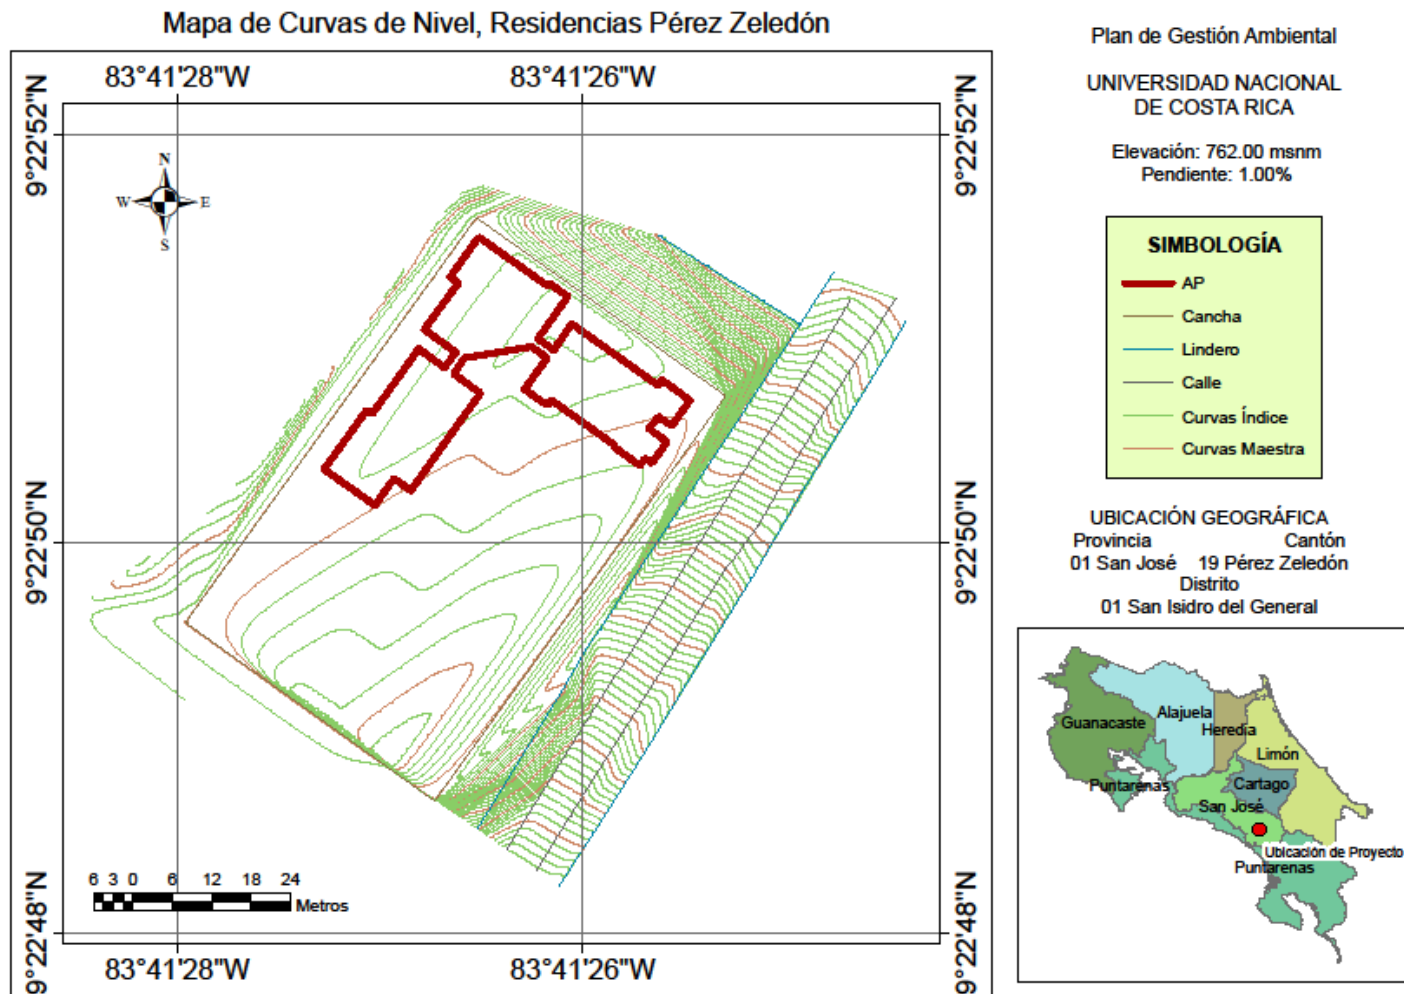 Mapa de Curvas de Nivel, Residencias Pérez Zeledón
83°41'28"W
83°41'26"W
9°22'52"N
9°22'52"N
N
W
E
S
9°22'50"N
9°22'50"N
9°22'48"N
9°22'48"N
6 3 0 6 12 18 24
Metros
83°41'28"W
83°41'26"W
Plan de Gestión Ambiental
UNIVERSIDAD NACIONAL
DE COSTA RICA
Elevación: 762.00 msnm
Pendiente: 1.00%
SIMBOLOGÍA
AP
Cancha
Lindero
Calle
Curvas Índice
Curvas Maestra
UBICACIÓN GEOGRÁFICA
Provincia Cantón
01 San José 19 Pérez Zeledón
Distrito
01 San Isidro del General
Guanacaste
Alajuela
Heredia
Limón
Puntarenas
Cartago
San José
Ubicación de Proyecto
Puntarenas